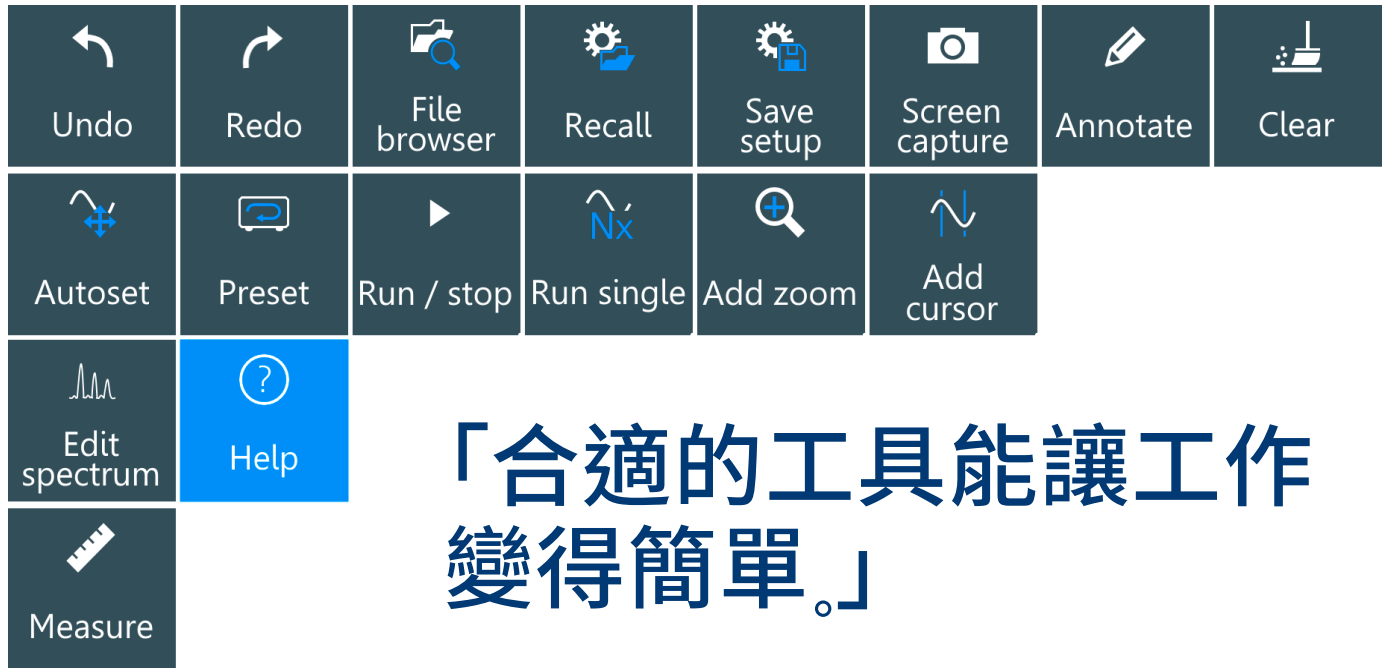 Undo
Redo
File
browser
Recall
Save
setup
Screen
capture
Annotate
Clear
Autoset
Preset
Run / stop
Nx
Run single
Add zoom
Add
cursor
Edit
spectrum
?
Help
「合適的工具能讓工作
變得簡單。」
Measure